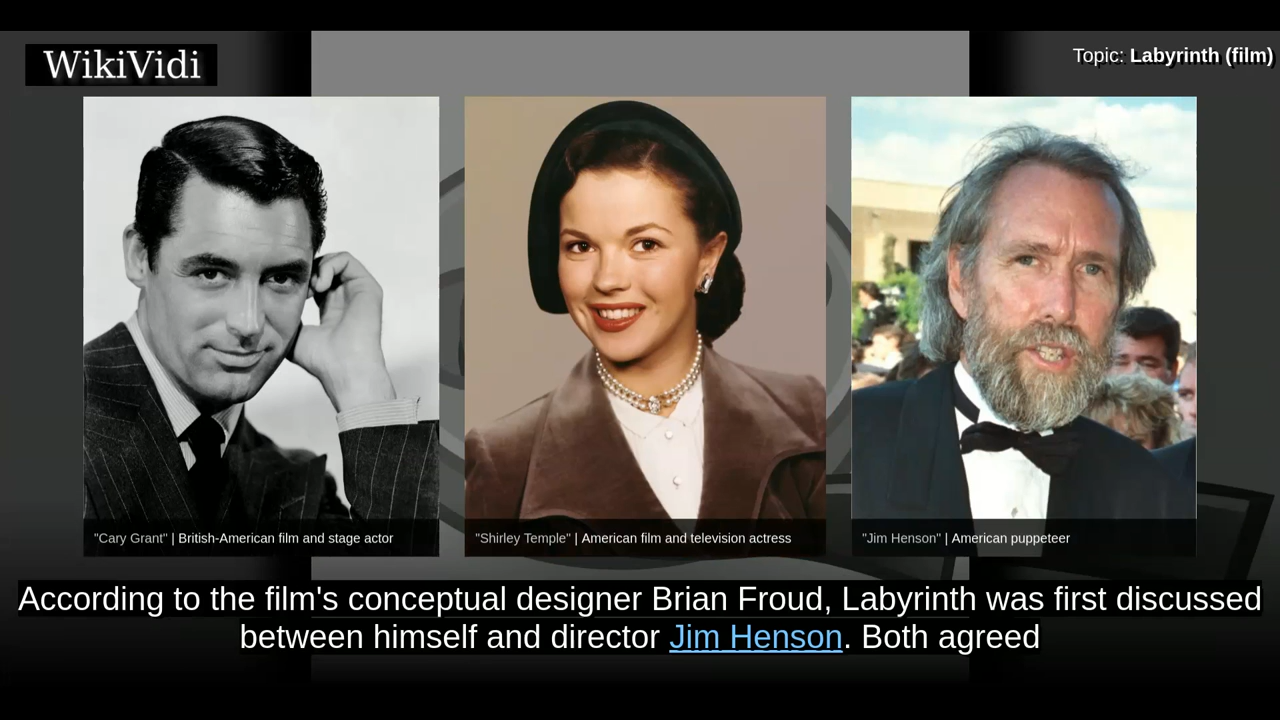 WikiVidi
Topic: Labyrinth (film)
"Cary Grant" | British-American film and stage actor
"Shirley Temple" | American film and television actress
"Jim Henson" | American puppeteer
According to the film's conceptual designer Brian Froud, Labyrinth was first discussed
between himself and director Jim Henson. Both agreed